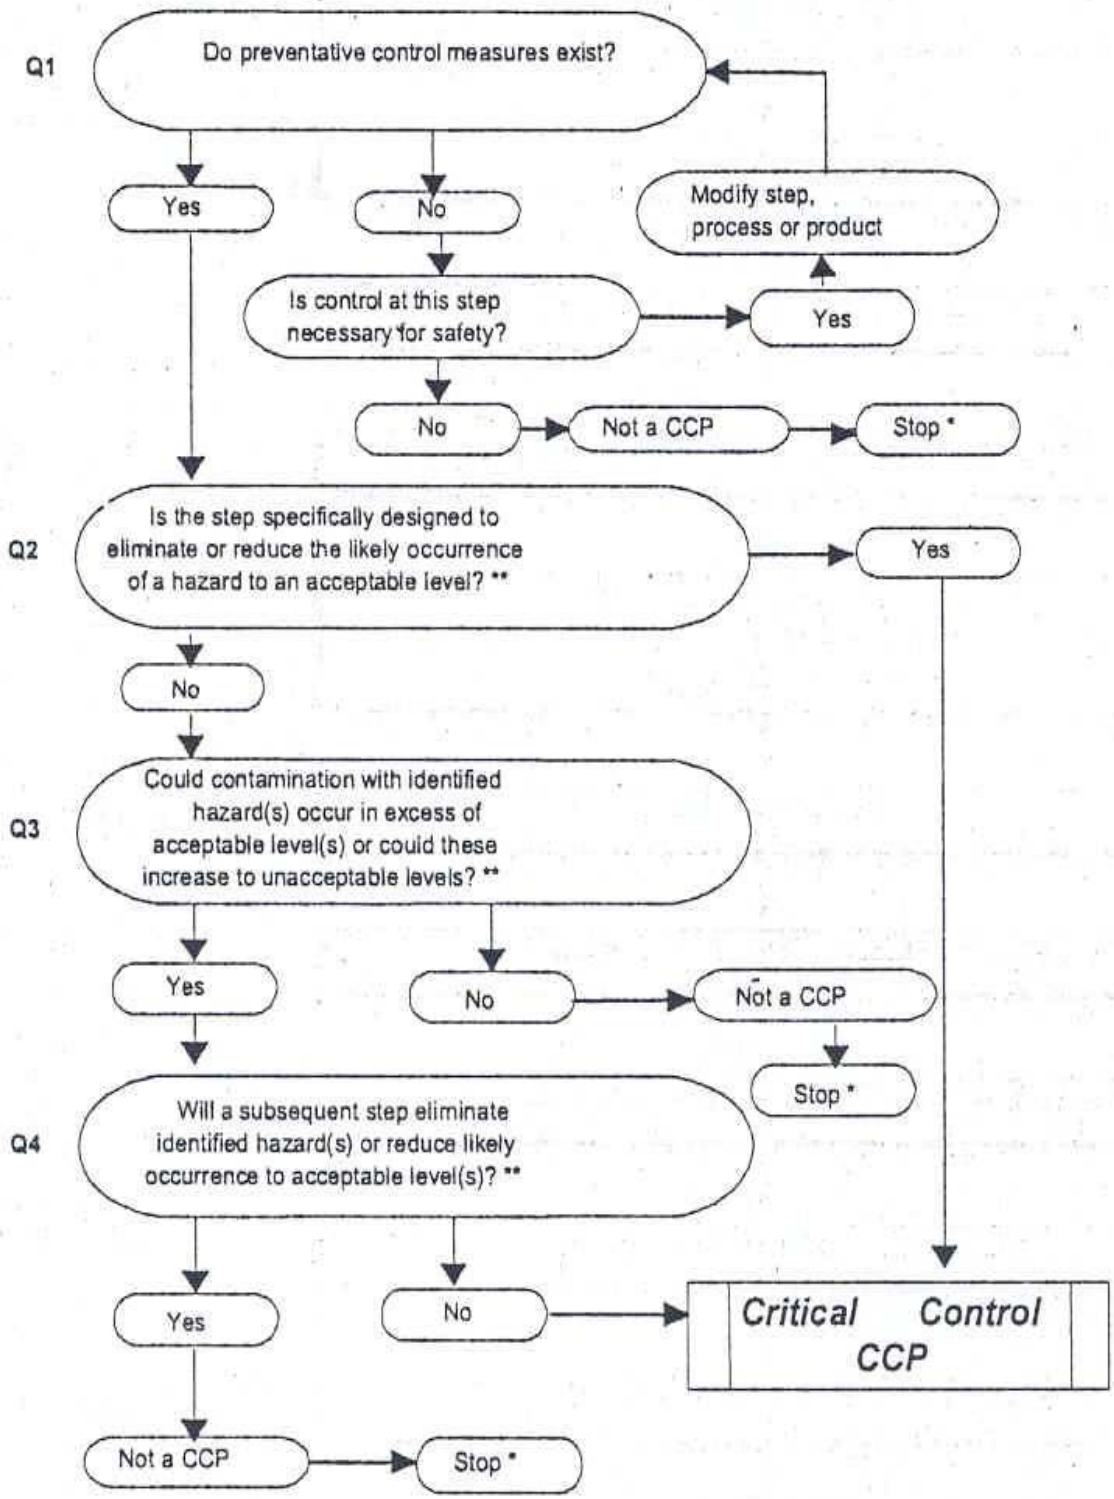 Q1
Do preventative control measures exist?
Yes
No
Modify step,
process or product
Is control at this step
necessary for safety?
Yes
No
Not a CCP
Stop *
Q2
Is the step specifically designed to
eliminate or reduce the likely occurrence
of a hazard to an acceptable level? **
Yes
No
Q3
Could contamination with identified
hazard(s) occur in excess of
acceptable level(s) or could these
increase to unacceptable levels? **
Yes
No
Not a CCP
Stop *
Q4
Will a subsequent step eliminate
identified hazard(s) or reduce likely
occurrence to acceptable level(s)? **
Yes
No
Critical Control
CCP
Not a CCP
Stop *